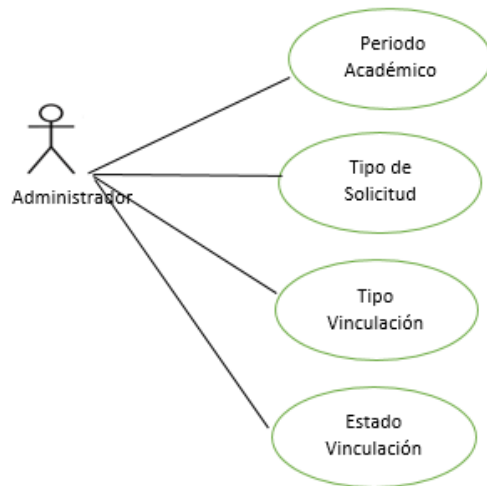 Periodo
Académico
Administrador
Tipo de
Solicitud
Tipo
Vinculación
Estado
Vinculación